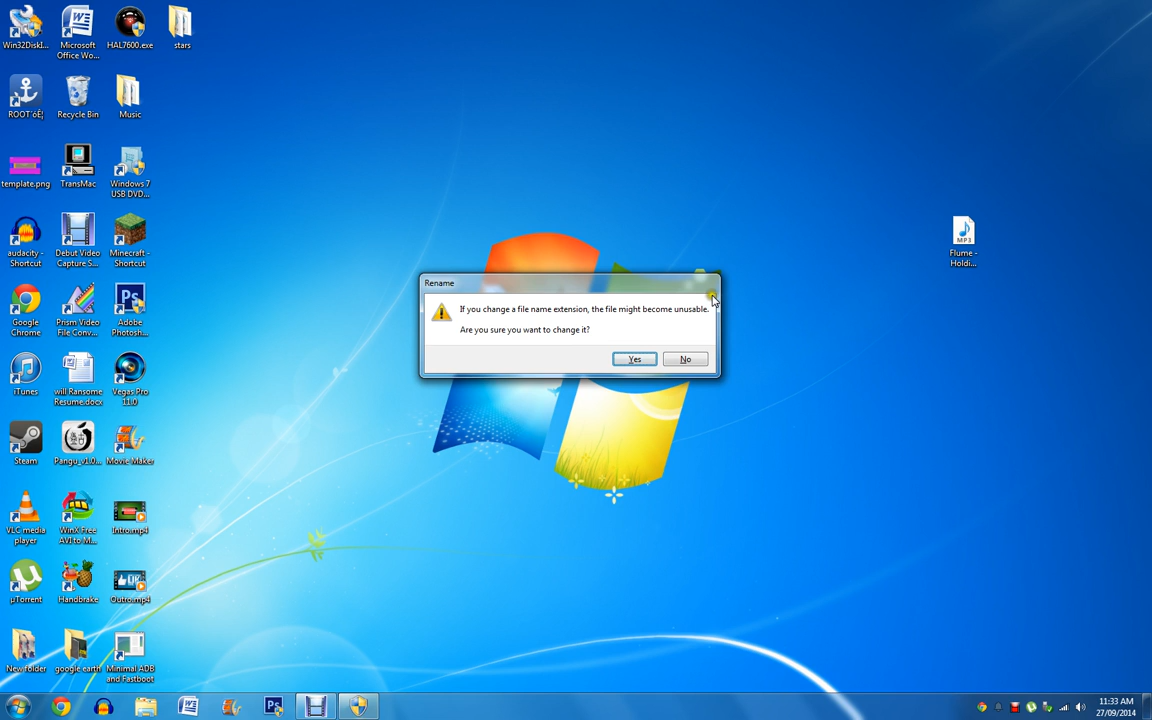 Win32DiskI...
Microsoft
Office Wo...
HAL7600.exe
stars
Recycle Bin
Music
template.png
TransMac
Windows 7
USB DVD...
audacity -
Shortcut
Debut Video
Capture S...
Minecraft -
Shortcut
Flume -
Holdi...
MP3
Rename
If you change a file name extension, the file might become unusable.
Are you sure you want to change it?
Yes
No
Google
Chrome
Prism Video
File Conv...
Adobe
Photosh...
iTunes
will Ransome
Resume.docx
Vegas Pro
11.0
Steam
Pangu_v1.0...
Movie Maker
VLC media
player
WinX Free
AVI to M...
Intro.mp4
µTorrent
Handbrake
Outro.mp4
New folder
google earth
Minimal ADB
and Fastboot
11:33 AM
27/09/2014